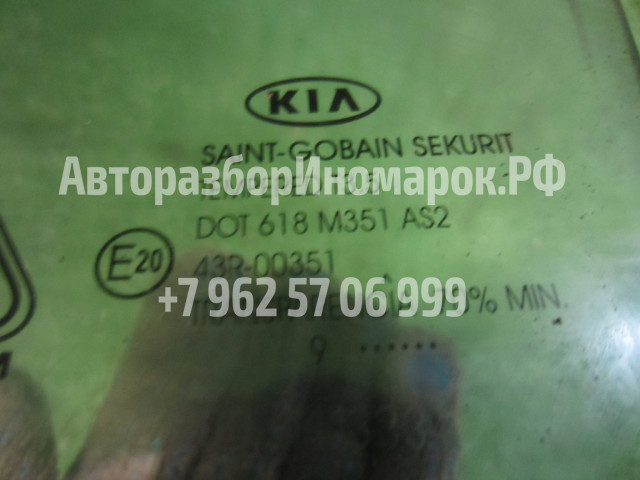 KIA
SAINT-GOBAIN SEKURIT
АвторазборИномарок.РФ
DOT 618 M351 AS2
E20 43R-00351
+7 962 57 06 999
% MIN.
9 ......